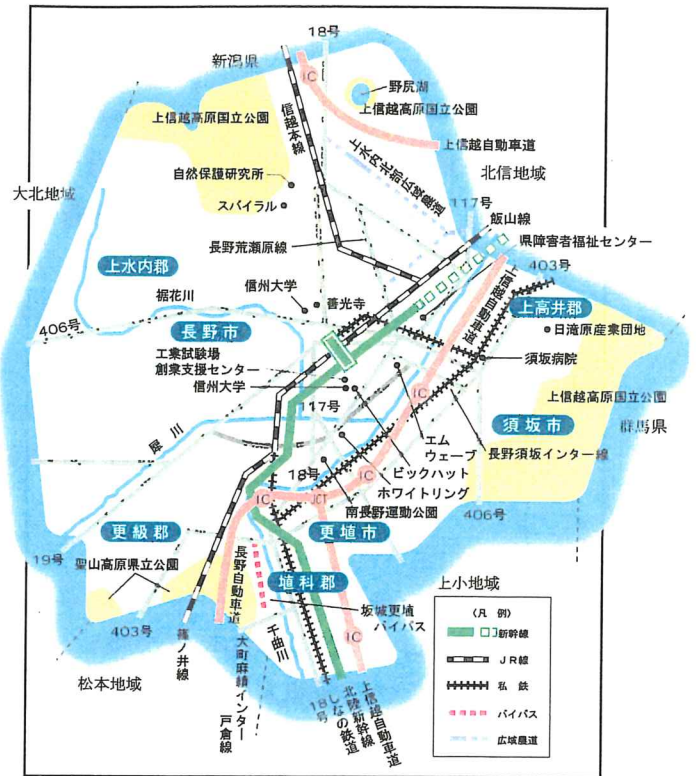 18号
新潟県
IC
野尻湖
上信越高原国立公園
上信越高原国立公園
信越本線
上信越自動車道
上水内北部広域農道
北信地域
自然保護研究所
大北地域
スパイラル
117号
飯山線
県障害者福祉センター
長野荒瀬原線
403号
上水内郡
上信越自動車道
上高井郡
信州大学
善光寺
裾花川
日滝原産業団地
406号
長野市
須坂病院
工業試験場
創業支援センター
信州大学
上信越高原国立公園
IC
117号
須坂市
群馬県
エム
ウェーブ
長野須坂インター線
犀川
ビックハット
18号
IC
ホワイトリング
IC
JCT
南長野運動公園
406号
更級郡
更埴市
19号
聖山高原県立公園
長野自動車道
埴科郡
上小地域
坂城更埴
バイパス
403号
千曲川
IC
篠ノ井線
大町麻績インター
戸倉線
松本地域
18号
しなの鉄道
北陸新幹線
上信越自動車道
〈凡 例〉
新幹線
JR線
私鉄
バイパス
広域農道